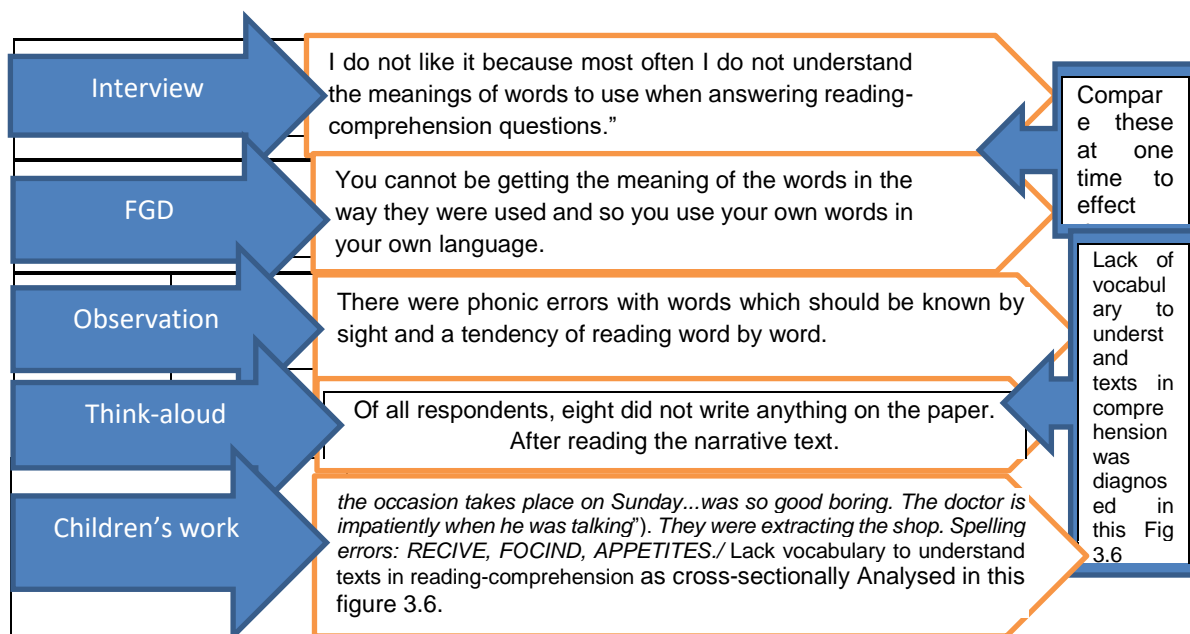 Interview
I do not like it because most often I do not understand
the meanings of words to use when answering reading-
comprehension questions.”
FGD
You cannot be getting the meaning of the words in the
way they were used and so you use your own words in
your own language.
Observation
There were phonic errors with words which should be known by
sight and a tendency of reading word by word.
Think-aloud
Of all respondents, eight did not write anything on the paper.
After reading the narrative text.
Children’s work
the occasion takes place on Sunday...was so good boring. The doctor is
impatiently when he was talking”). They were extracting the shop. Spelling
errors: RECIVE, FOCIND, APPETITES./ Lack vocabulary to understand
texts in reading-comprehension as cross-sectionally Analysed in this
figure 3.6.
Compar
e these
at one
time to
effect
Lack of
vocabul
ary to
underst
and
texts in
compre
hension
was
diagnos
ed in
this Fig
3.6